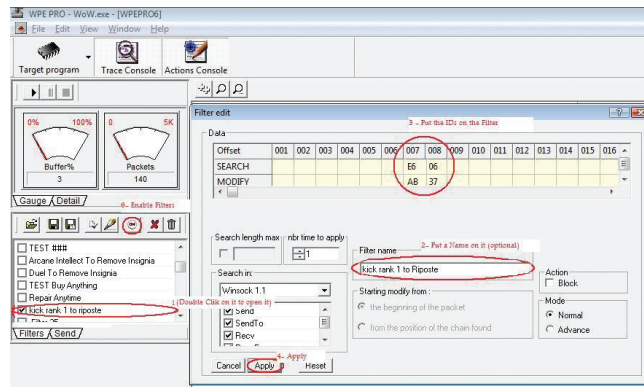 WPE PRO - WoW.exe - [WPEPRO6]
File Edit View Window Help
Target program
Trace Console
Actions Console
0% 100%
0 5K
Buffer%
Packets
3
140
Gauge Detail
6- Enable Filters
ON
TEST ###
Arcane Intellect To Remove Insignia
Duel To Remove Insignia
TEST Buy Anything
Repair Anytime
1 (Double Clik on it to open it)
kick rank 1 to riposte
Filters Send
Filter edit
3 - Put the IDs on the Filter
Data
Offset 001 002 003 004 005 006 007 008 009 010 011 012 013 014 015 016
SEARCH E6 06
MODIFY AB 37
Search length max
nbr time to apply
1
Filter name
2- Put a Name on it (optional)
kick rank 1 to Riposte
Action
Block
Search in:
Winsock 1.1
Send
SendTo
Recv
Starting modify from :
the beginning of the packet
from the position of the chain found
Mode
Normal
Advance
4- Apply
Cancel Apply Reset